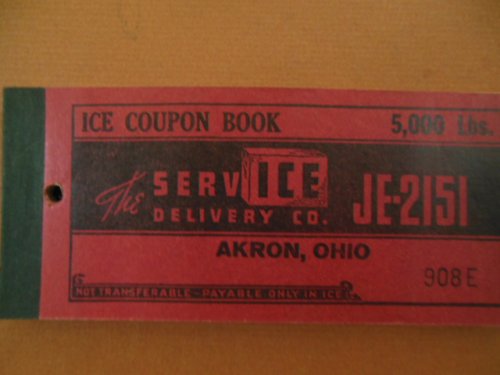 ICE COUPON BOOK 5,000 Lbs.
The SERVICE JE-2151
DELIVERY CO.
AKRON, OHIO
908 E
NOT TRANSFERABLE - PAYABLE ONLY IN ICE